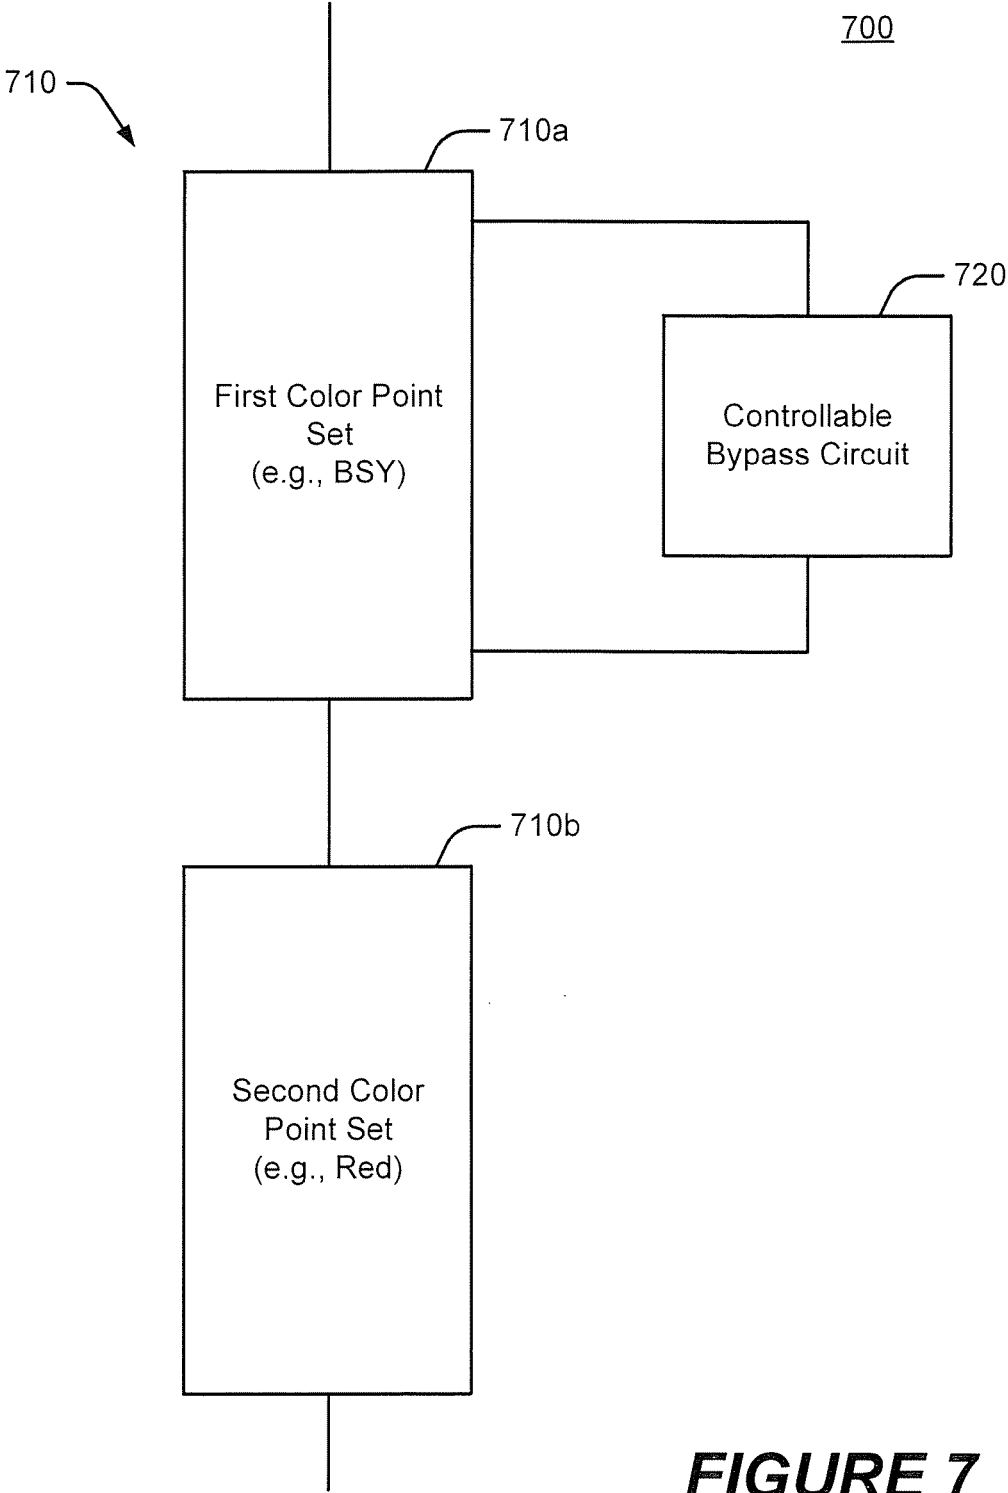 700
710
710a
720
First Color Point
Set
(e.g., BSY)
Controllable
Bypass Circuit
710b
Second Color
Point Set
(e.g., Red)
FIGURE 7